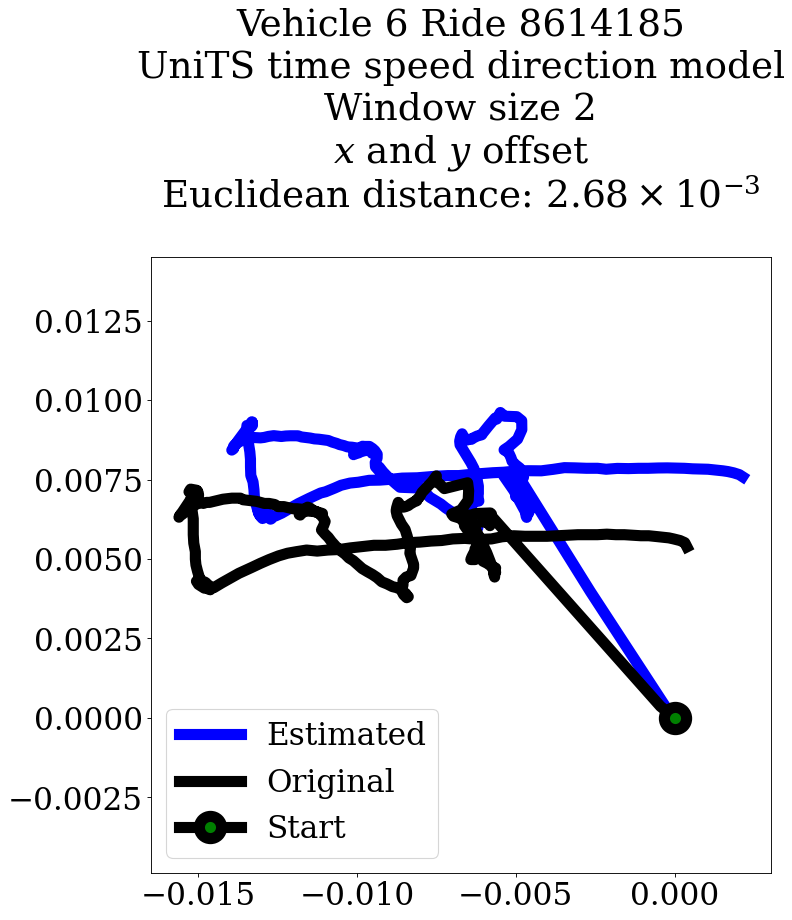 Vehicle 6 Ride 8614185
UniTS time speed direction model
Window size 2
x and y offset
Euclidean distance: 2.68 × 10⁻³
0.0125
0.0100
0.0075
0.0050
0.0025
0.0000
−0.0025
Estimated
Original
Start
−0.015 −0.010 −0.005 0.000